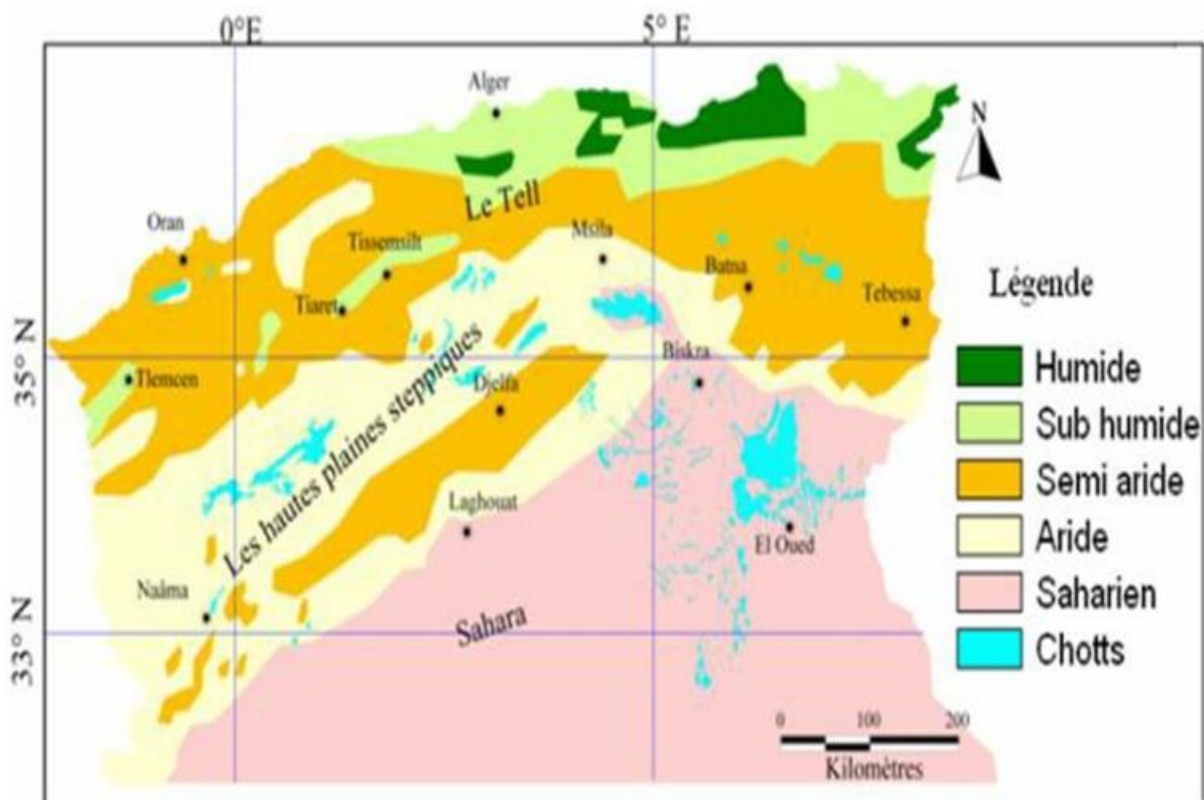 0°E
5° E
Alger
N
Le Tell
Oran
Msila
Tissemsilt
Batna
Légende
Tiaret
Tebessa
35° N
Biskra
Humide
Tlemcen
Djelfa
Sub humide
Les hautes plaines steppiques
Semi aride
Laghouat
Aride
El Oued
Naâma
Saharien
Sahara
33° N
Chotts
0 100 200
Kilomètres